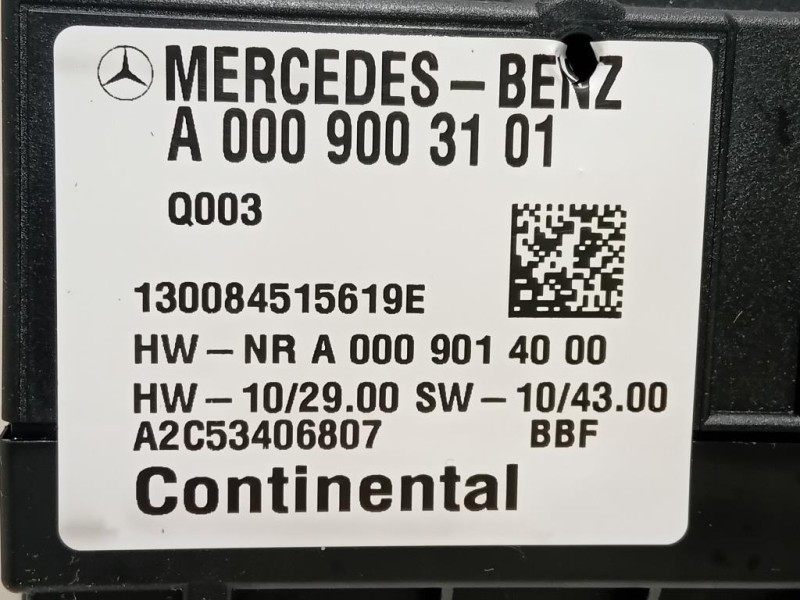 MERCEDES-BENZ
A 000 900 31 01
Q003
130084515619E
HW-NR A 000 901 40 00
HW-10/29.00 SW-10/43.00
A2C53406807 BBF
Continental